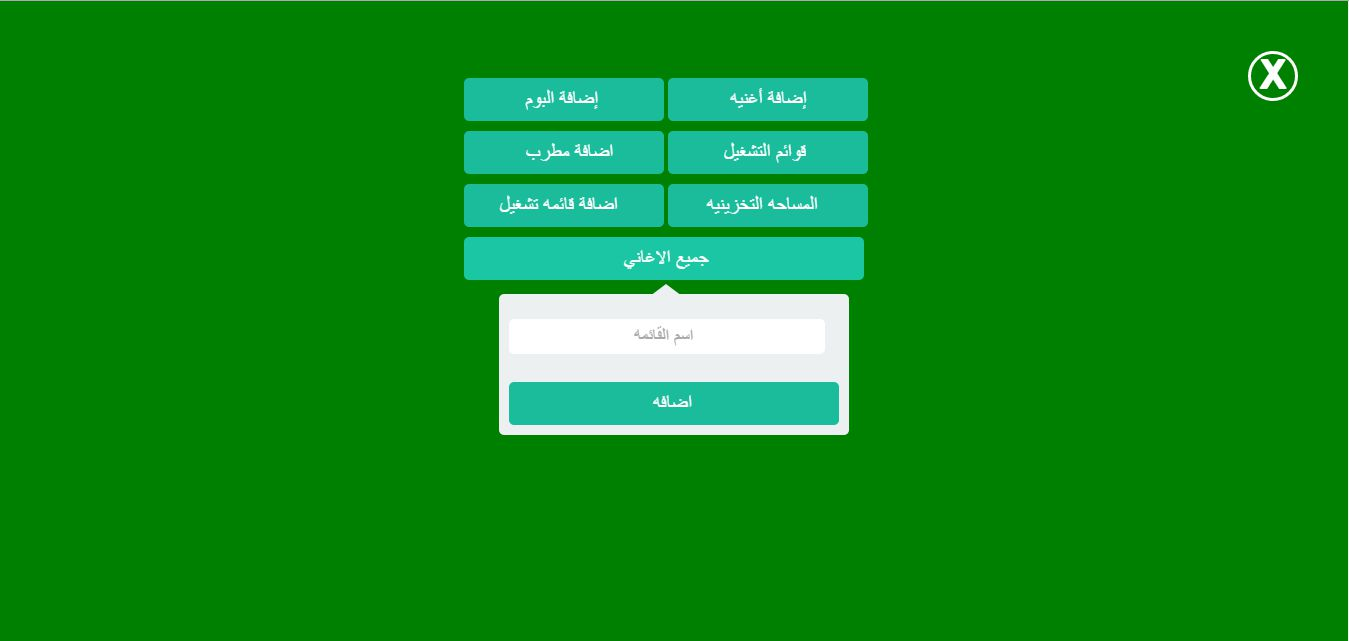 X
إضافة أغنيه
إضافة البوم
قوائم التشغيل
اضافة مطرب
المساحه التخزينيه
اضافة قائمه تشغيل
جميع الاغاني
اسم القائمه
اضافه